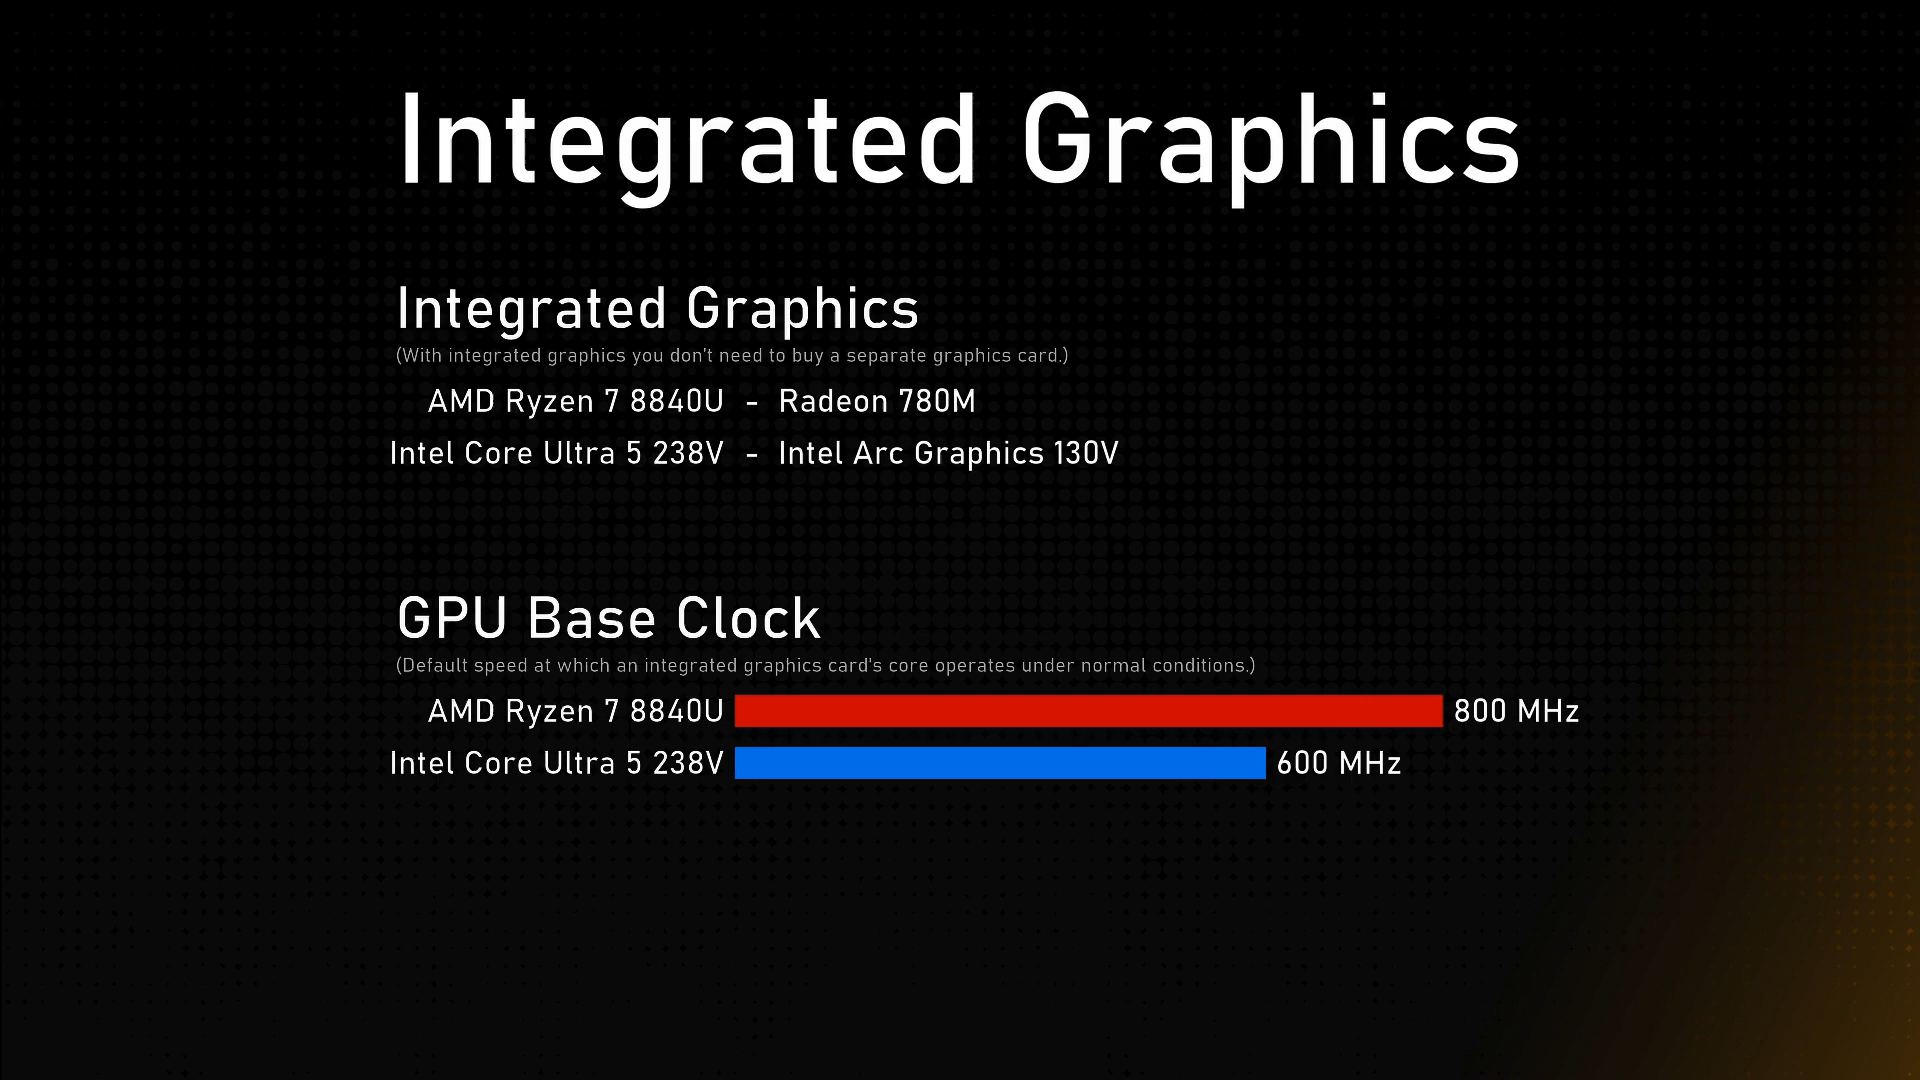 Integrated Graphics
Integrated Graphics
(With integrated graphics you don't need to buy a separate graphics card.)
AMD Ryzen 7 8840U - Radeon 780M
Intel Core Ultra 5 238V - Intel Arc Graphics 130V
GPU Base Clock
(Default speed at which an integrated graphics card's core operates under normal conditions.)
AMD Ryzen 7 8840U 800 MHz
Intel Core Ultra 5 238V 600 MHz